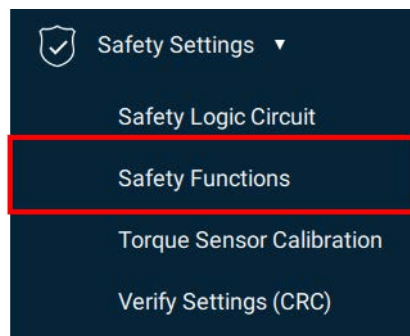 Safety Settings ▼
Safety Logic Circuit
Safety Functions
Torque Sensor Calibration
Verify Settings (CRC)